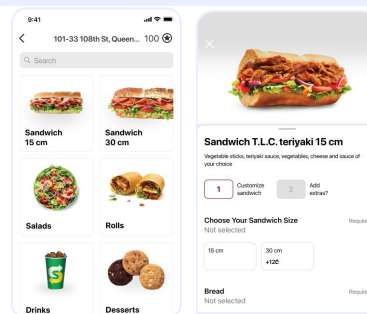 9:41
101-33 108th St, Queen... 100
Search
Sandwich
15 cm
Sandwich
30 cm
Salads
Rolls
Drinks
Desserts
Sandwich T.L.C. teriyaki 15 cm
Vegetable sticks, teriyaki sauce, vegetables, cheese and sauce of
your choice
1
Customize
sandwich
2
Add
extras?
Choose Your Sandwich Size
Require
Not selected
15 cm
30 cm
+12₾
Bread
Require
Not selected